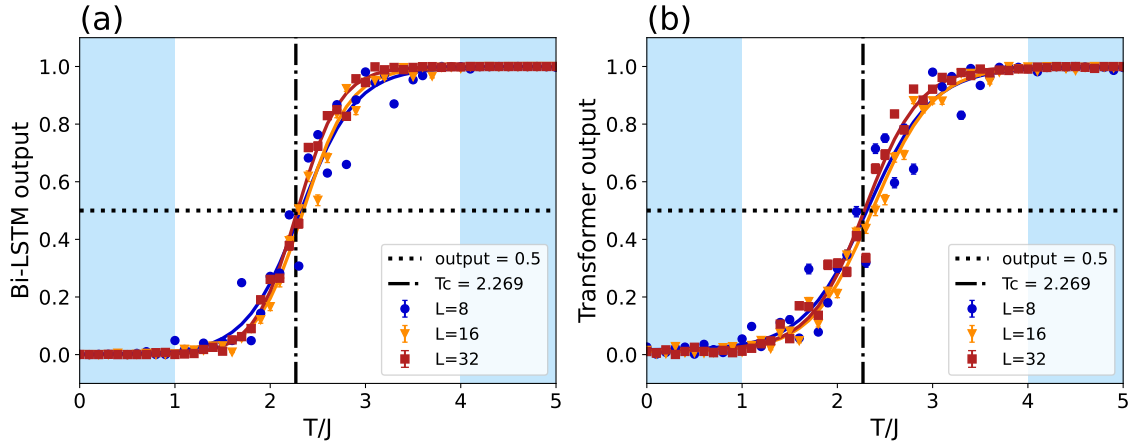 (a)
Bi-LSTM output
1.0
0.8
0.6
0.4
0.2
0.0
output = 0.5
Tc = 2.269
L=8
L=16
L=32
0 1 2 3 4 5
T/J
(b)
Transformer output
1.0
0.8
0.6
0.4
0.2
0.0
output = 0.5
Tc = 2.269
L=8
L=16
L=32
0 1 2 3 4 5
T/J